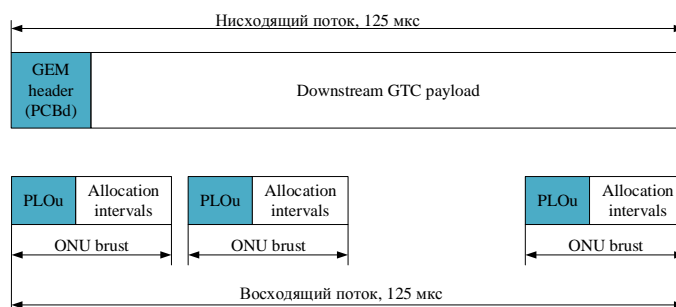 Нисходящий поток, 125 мкс
GEM
header
(PCBd)
Downstream GTC payload
PLOu
Allocation
intervals
PLOu
Allocation
intervals
PLOu
Allocation
intervals
ONU brust
ONU brust
ONU brust
Восходящий поток, 125 мкс